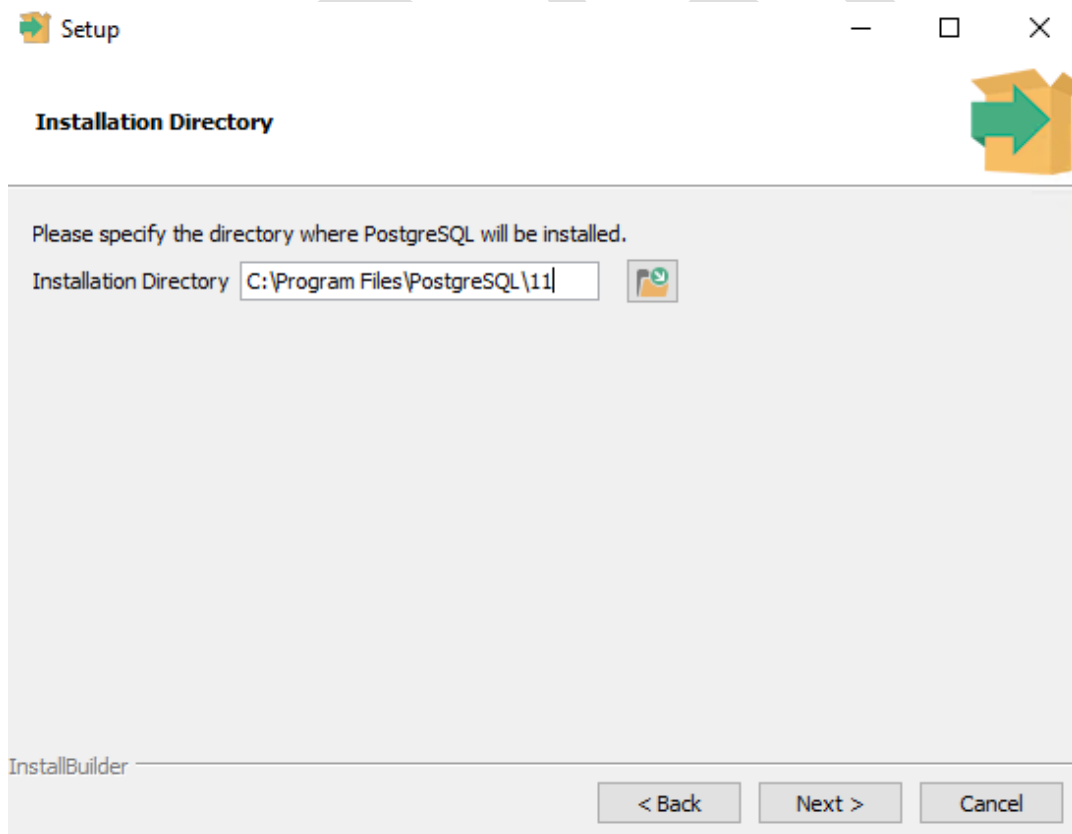 Setup
Installation Directory
Please specify the directory where PostgreSQL will be installed.
Installation Directory C:\Program Files\PostgreSQL\11
InstallBuilder
< Back Next > Cancel